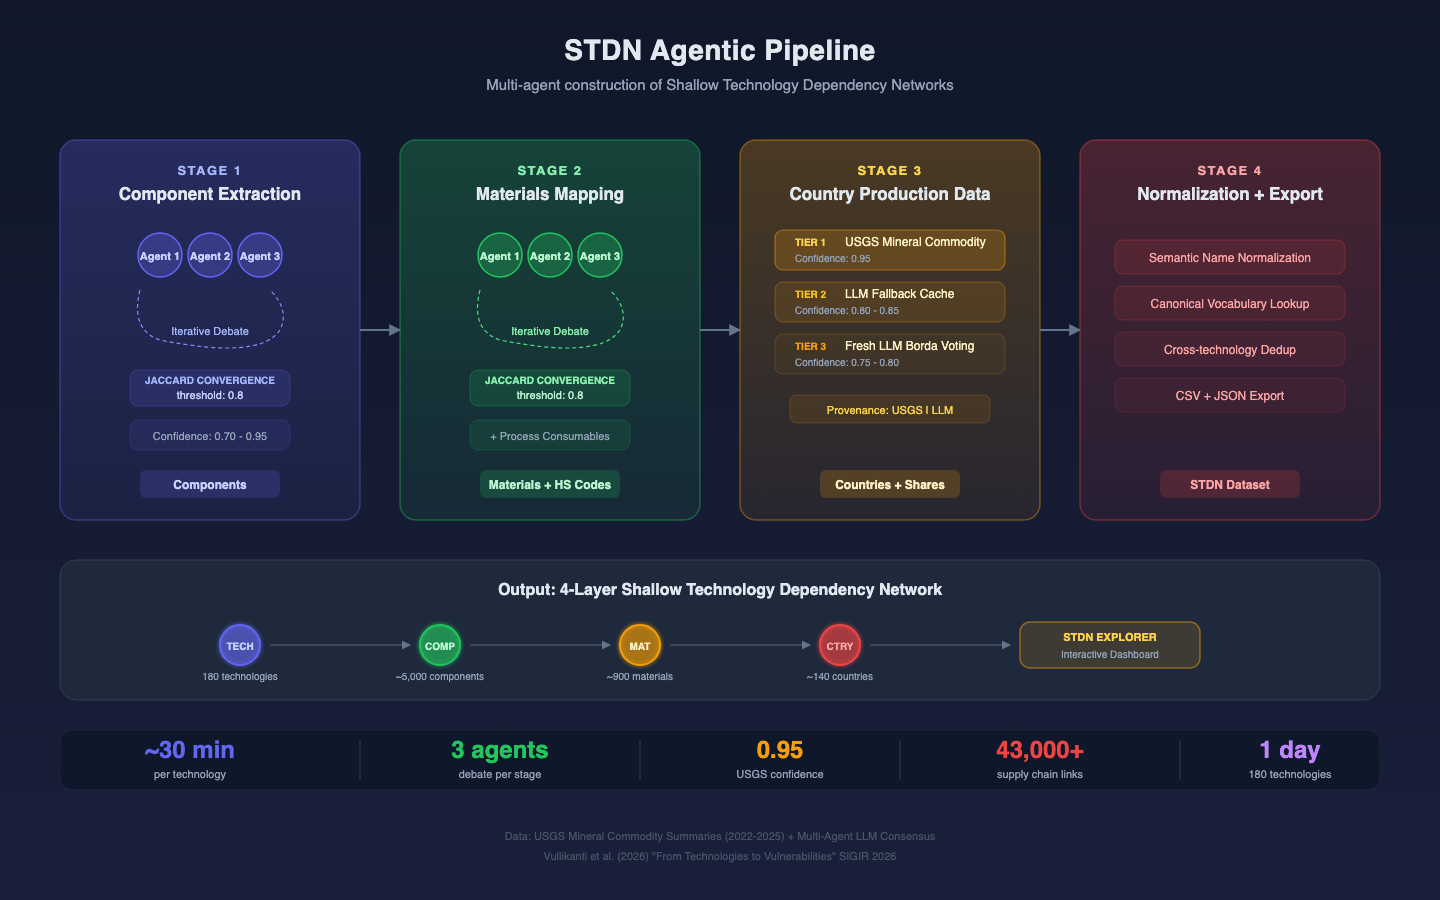 STDN Agentic Pipeline
Multi-agent construction of Shallow Technology Dependency Networks
STAGE 1
Component Extraction
Agent 1 Agent 2 Agent 3
Iterative Debate
JACCARD CONVERGENCE
threshold: 0.8
Confidence: 0.70 - 0.95
Components
STAGE 2
Materials Mapping
Agent 1 Agent 2 Agent 3
Iterative Debate
JACCARD CONVERGENCE
threshold: 0.8
+ Process Consumables
Materials + HS Codes
STAGE 3
Country Production Data
TIER 1 USGS Mineral Commodity
Confidence: 0.95
TIER 2 LLM Fallback Cache
Confidence: 0.80 - 0.85
TIER 3 Fresh LLM Borda Voting
Confidence: 0.75 - 0.80
Provenance: USGS | LLM
Countries + Shares
STAGE 4
Normalization + Export
Semantic Name Normalization
Canonical Vocabulary Lookup
Cross-technology Dedup
CSV + JSON Export
STDN Dataset
Output: 4-Layer Shallow Technology Dependency Network
TECH
180 technologies
COMP
~5,000 components
MAT
~900 materials
CTRY
~140 countries
STDN EXPLORER
Interactive Dashboard
~30 min
per technology
3 agents
debate per stage
0.95
USGS confidence
43,000+
supply chain links
1 day
180 technologies
Data: USGS Mineral Commodity Summaries (2022-2025) + Multi-Agent LLM Consensus
Vullikanti et al. (2026) "From Technologies to Vulnerabilities" SIGIR 2026